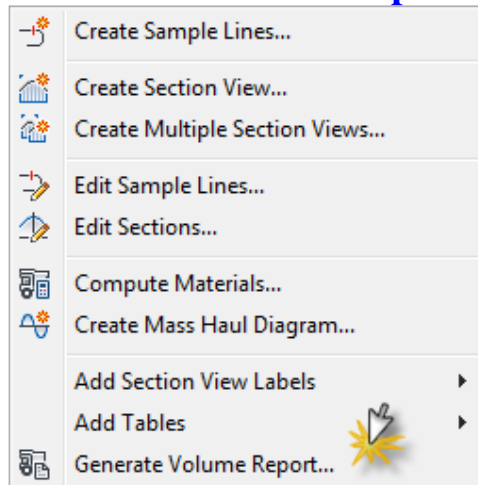 Create Sample Lines...
Create Section View...
Create Multiple Section Views...
Edit Sample Lines...
Edit Sections...
Compute Materials...
Create Mass Haul Diagram...
Add Section View Labels
Add Tables
Generate Volume Report...